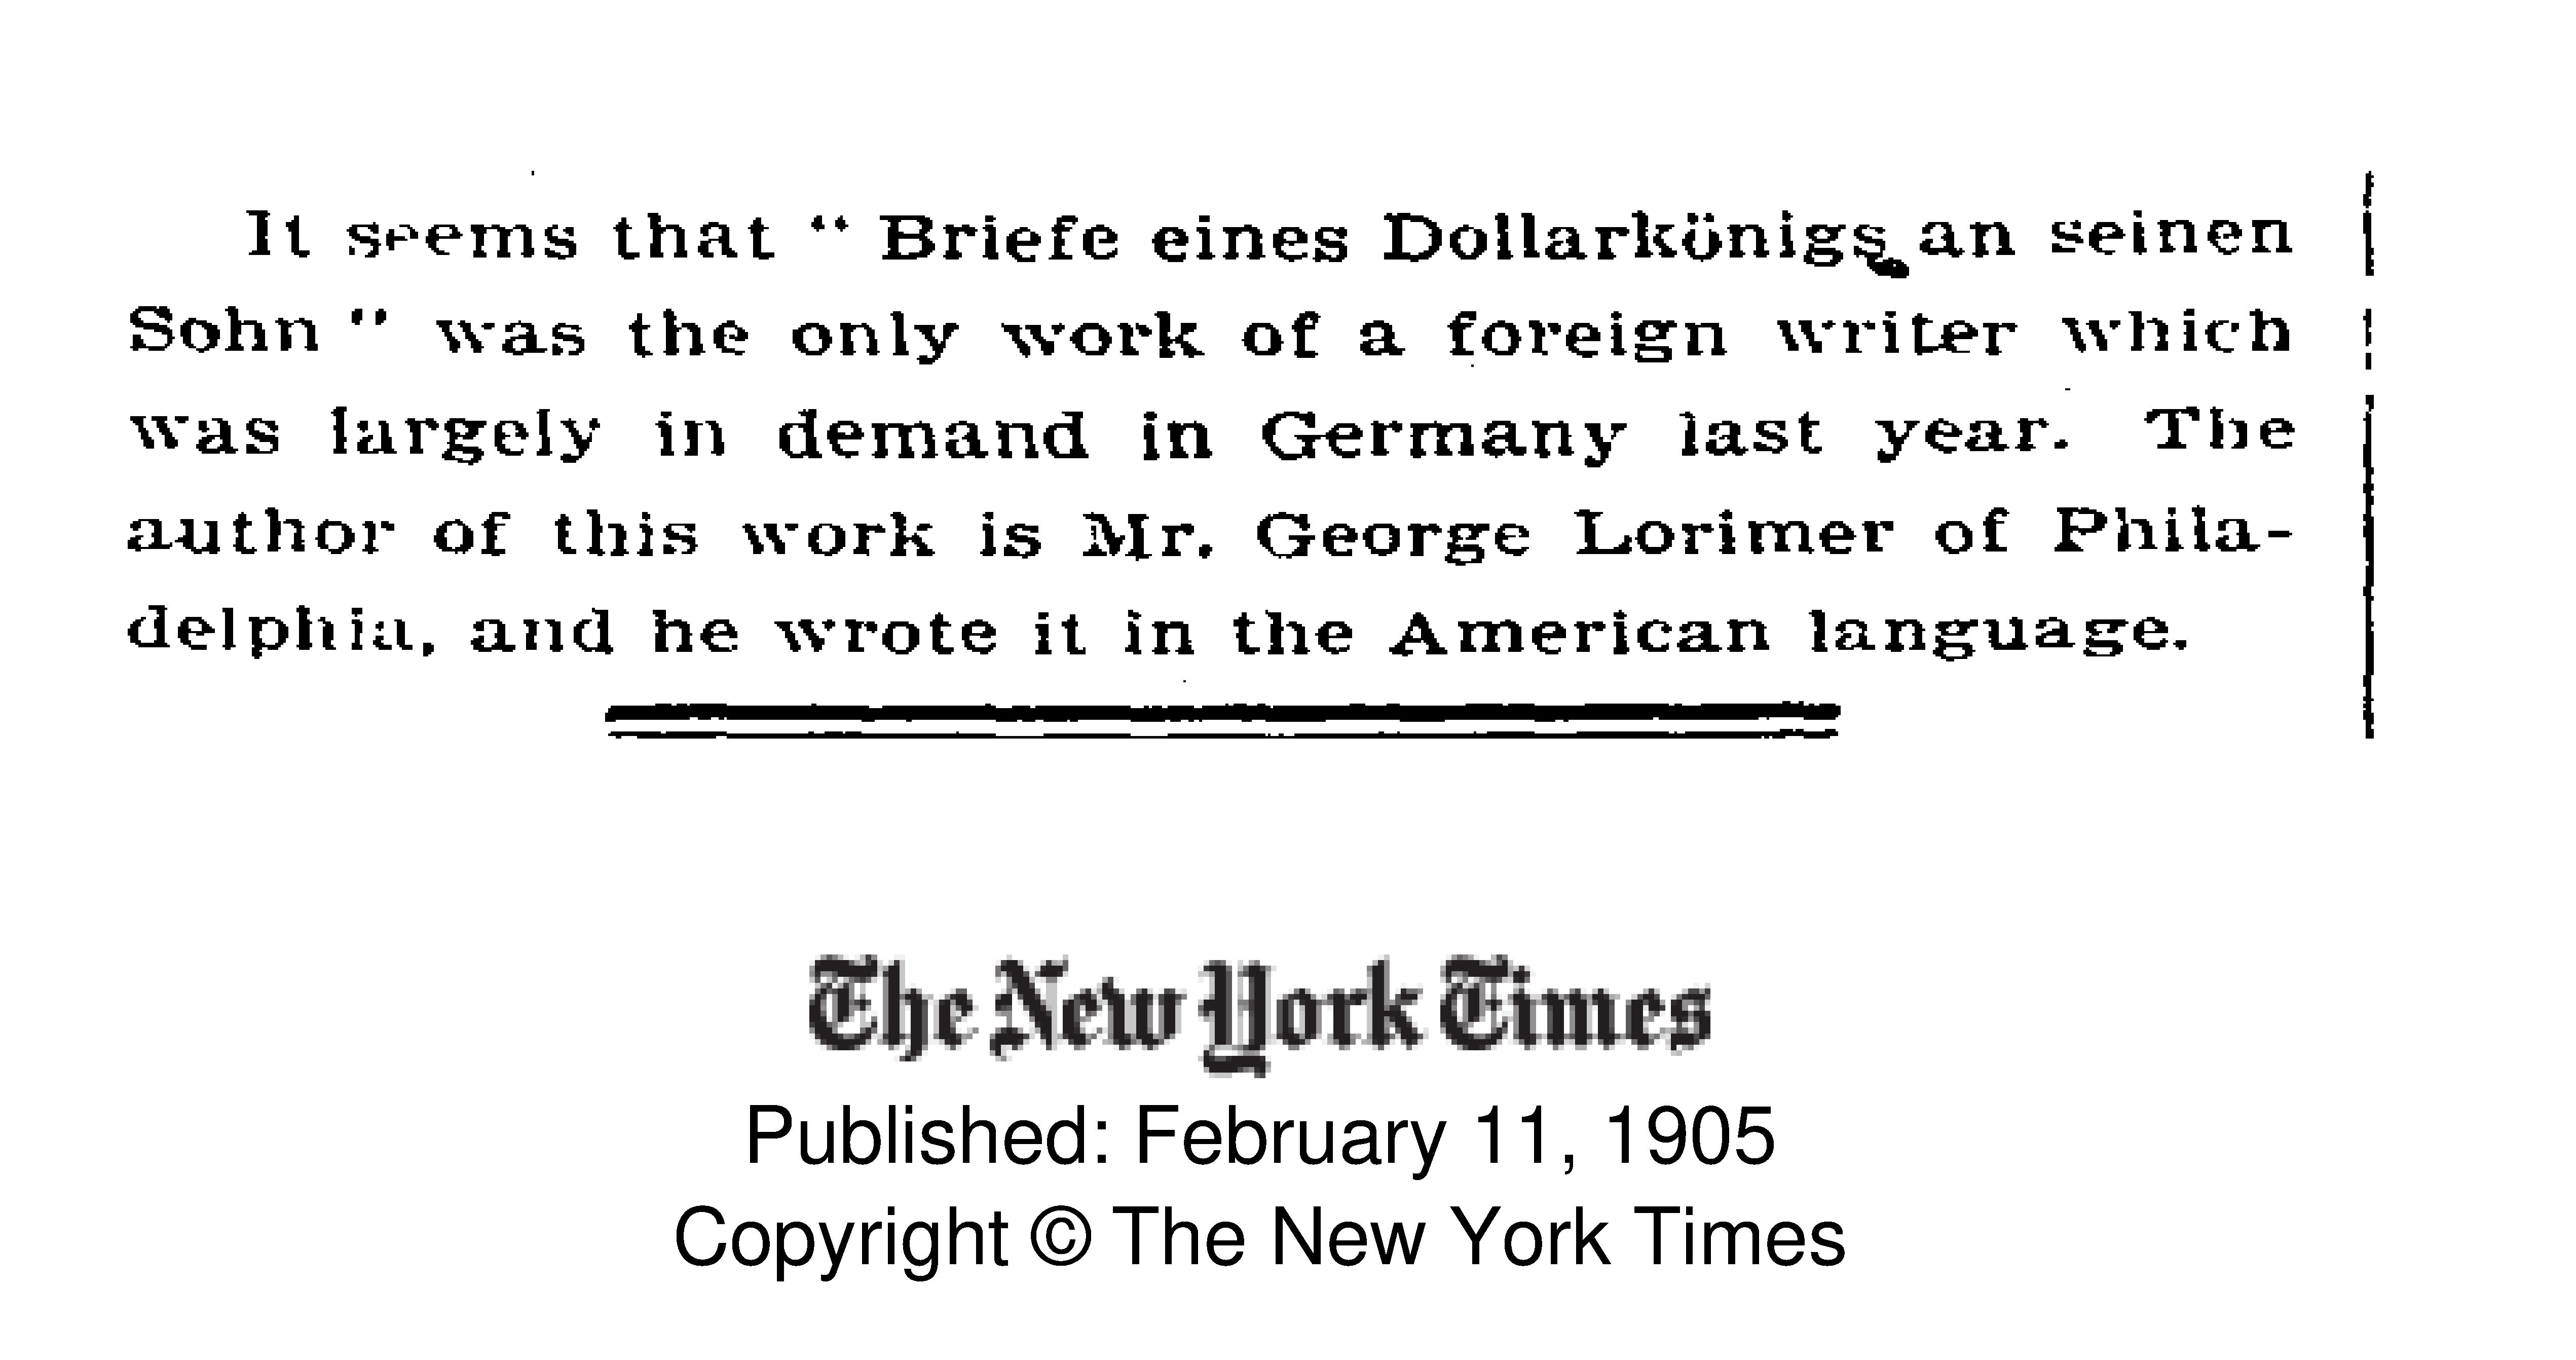 It seems that “ Briefe eines Dollarkönigs an seinen
Sohn ” was the only work of a foreign writer which
was largely in demand in Germany last year. The
author of this work is Mr. George Lorimer of Phila-
delphia, and he wrote it in the American language.
The New York Times
Published: February 11, 1905
Copyright © The New York Times